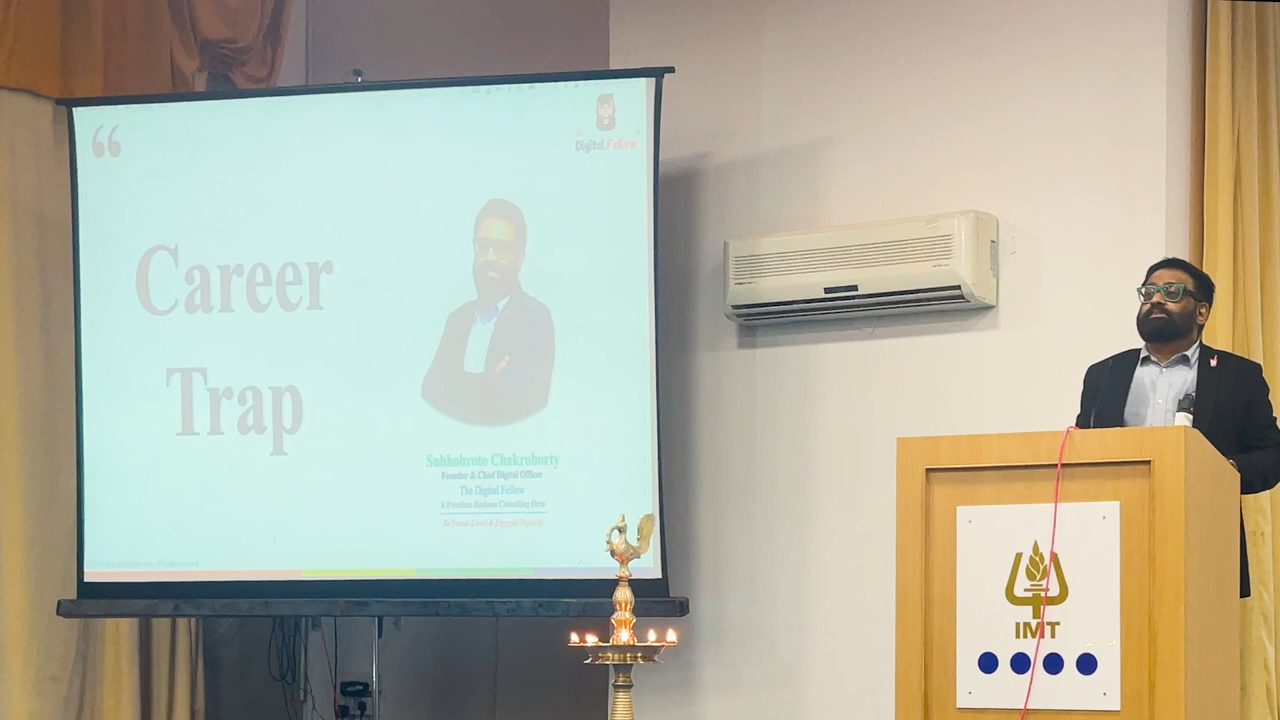 “
Digital Fellow
Career
Trap
Subhobroto Chakroborty
Founder & Chief Digital Officer
The Digital Fellow
A Premium Business Consulting Firm
IMT